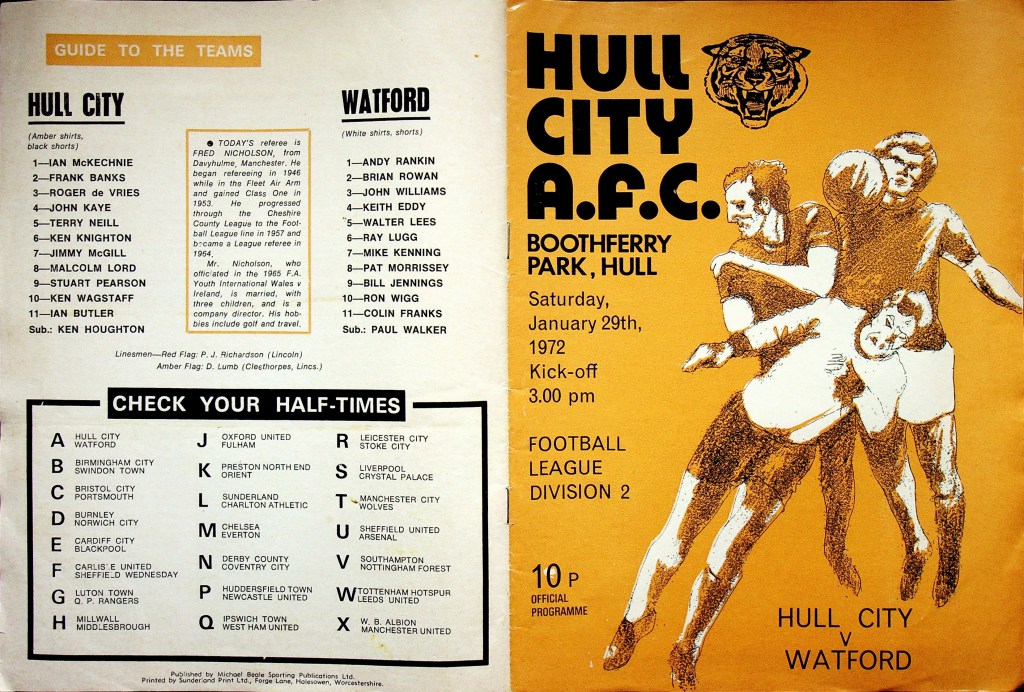 GUIDE TO THE TEAMS
HULL CiTY
(Amber shirts,
black shorts)
1—IAN McKECHNIE
2—FRANK BANKS
3—ROGER de VRIES
4—JOHN KAYE
5—TERRY NEILL
6—KEN KNIGHTON
7—JIMMY McGILL
8—MALCOLM LORD
9—STUART PEARSON
10—KEN WAGSTAFF
11—IAN BUTLER
Sub.: KEN HOUGHTON
● TODAY'S referee is
FRED NICHOLSON, from
Davyhulme, Manchester. He
began refereeing in 1946
while in the Fleet Air Arm
and gained Class One in
1953. He progressed
through the Cheshire
County League to the Foot-
ball League line in 1957 and
became a League referee in
1964.
Mr. Nicholson, who
officiated in the 1965 F.A.
Youth International Wales v
Ireland, is married, with
three children, and is a
company director. His hob-
bies include golf and travel.
WATFORD
(White shirts, shorts)
1—ANDY RANKIN
2—BRIAN ROWAN
3—JOHN WILLIAMS
4—KEITH EDDY
5—WALTER LEES
6—RAY LUGG
7—MIKE KENNING
8—PAT MORRISSEY
9—BILL JENNINGS
10—RON WIGG
11—COLIN FRANKS
Sub.: PAUL WALKER
Linesmen—Red Flag: P. J. Richardson (Lincoln)
Amber Flag: D. Lumb (Cleethorpes, Lincs.)
CHECK YOUR HALF-TIMES
A HULL CITY
WATFORD
B BIRMINGHAM CITY
SWINDON TOWN
C BRISTOL CITY
PORTSMOUTH
D BURNLEY
NORWICH CITY
E CARDIFF CITY
BLACKPOOL
F CARLISLE UNITED
SHEFFIELD WEDNESDAY
G LUTON TOWN
Q. P. RANGERS
H MILLWALL
MIDDLESBROUGH
J OXFORD UNITED
FULHAM
K PRESTON NORTH END
ORIENT
L SUNDERLAND
CHARLTON ATHLETIC
M CHELSEA
EVERTON
N DERBY COUNTY
COVENTRY CITY
P HUDDERSFIELD TOWN
NEWCASTLE UNITED
Q IPSWICH TOWN
WEST HAM UNITED
R LEICESTER CITY
STOKE CITY
S LIVERPOOL
CRYSTAL PALACE
T MANCHESTER CITY
WOLVES
U SHEFFIELD UNITED
ARSENAL
V SOUTHAMPTON
NOTTINGHAM FOREST
W TOTTENHAM HOTSPUR
LEEDS UNITED
X W. B. ALBION
MANCHESTER UNITED
Published by Michael Beale Sporting Publications Ltd.
Printed by Sunderland Print Ltd., Forge Lane, Halesowen, Worcestershire.
HULL
CITY
A.F.C.
BOOTHFERRY
PARK, HULL
Saturday,
January 29th,
1972
Kick-off
3.00 pm
FOOTBALL
LEAGUE
DIVISION 2
10 P
OFFICIAL
PROGRAMME
HULL CITY
V
WATFORD